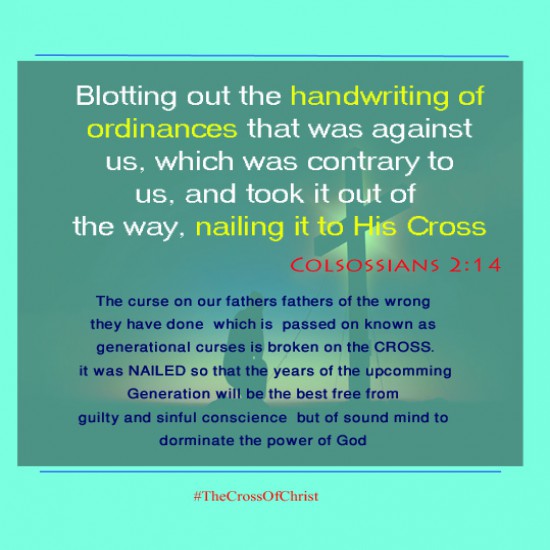 Blotting out the handwriting of
ordinances that was against
us, which was contrary to
us, and took it out of
the way, nailing it to His Cross
Colsossians 2:14
The curse on our fathers fathers of the wrong
they have done which is passed on known as
generational curses is broken on the CROSS.
it was NAILED so that the years of the upcomming
Generation will be the best free from
guilty and sinful conscience but of sound mind to
dorminate the power of God
#TheCrossOfChrist